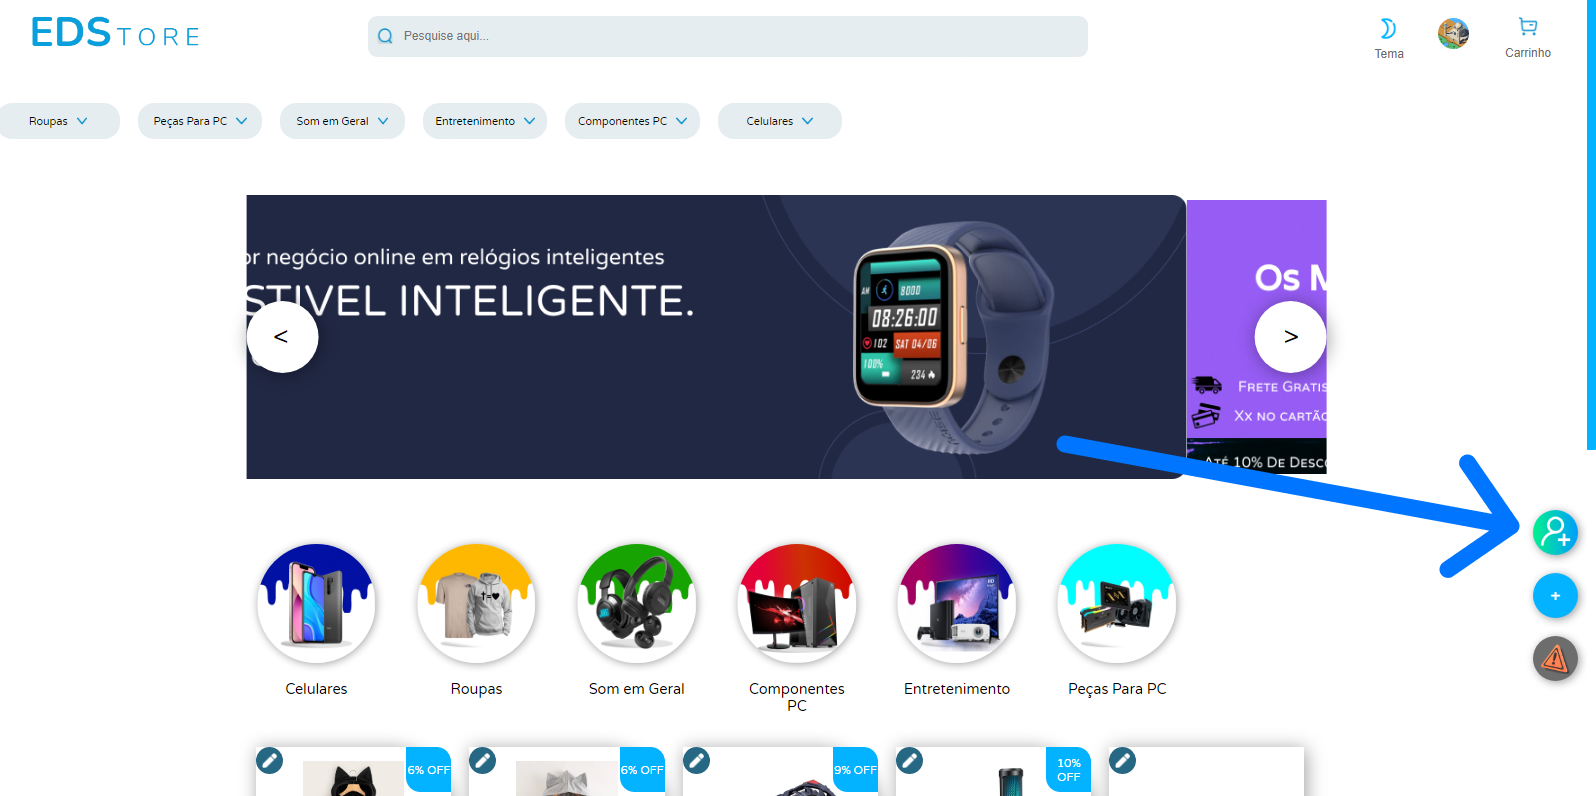 EDSTORE
Pesquise aqui...
Tema
Carrinho
Roupas
Peças Para PC
Som em Geral
Entretenimento
Componentes PC
Celulares
or negócio online em relógios inteligentes
STIVEL INTELIGENTE.
AM
8000
08:26:00
102
SAT 04/06
100%
234
<
Os M
>
FRETE GRATIS
XX NO CARTÃO
ATÉ 10% DE DESCO
+
Celulares
Roupas
Som em Geral
Componentes
PC
Entretenimento
Peças Para PC
6% OFF
6% OFF
9% OFF
10%
OFF